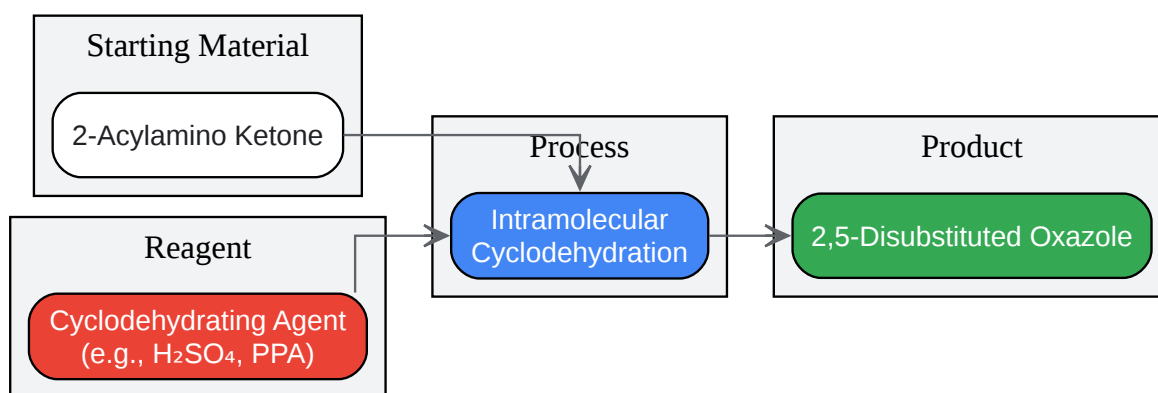 Starting Material
2-Acylamino Ketone
Reagent
Cyclodehydrating Agent
(e.g., H₂SO₄, PPA)
Process
Intramolecular
Cyclodehydration
Product
2,5-Disubstituted Oxazole